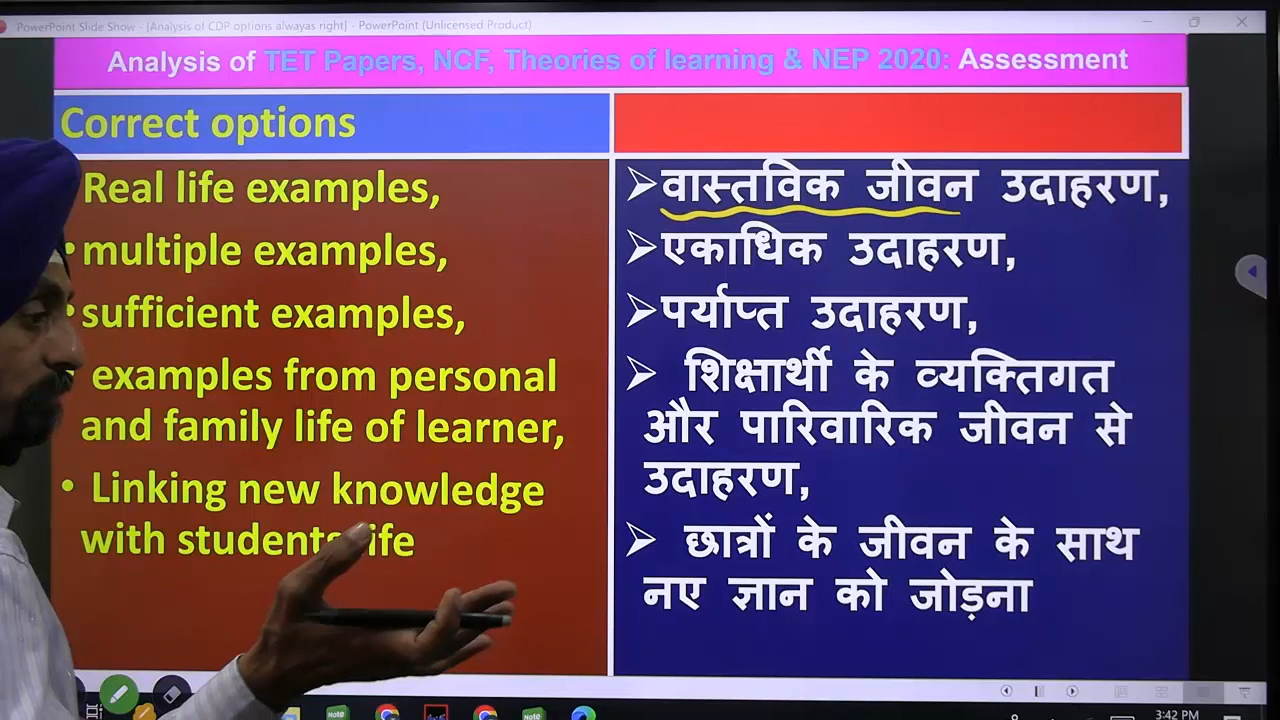 PowerPoint Slide Show - [Analysis of CDP options alwayas right] - PowerPoint (Unlicensed Product)
Analysis of TET Papers, NCF, Theories of learning & NEP 2020: Assessment
Correct options
Real life examples,
• multiple examples,
• sufficient examples,
• examples from personal
and family life of learner,
• Linking new knowledge
with students life
➢वास्तविक जीवन उदाहरण,
➢एकाधिक उदाहरण,
➢पर्याप्त उदाहरण,
➢ शिक्षार्थी के व्यक्तिगत
और पारिवारिक जीवन से
उदाहरण,
➢ छात्रों के जीवन के साथ
नए ज्ञान को जोड़ना
Note
Note
3:42 PM